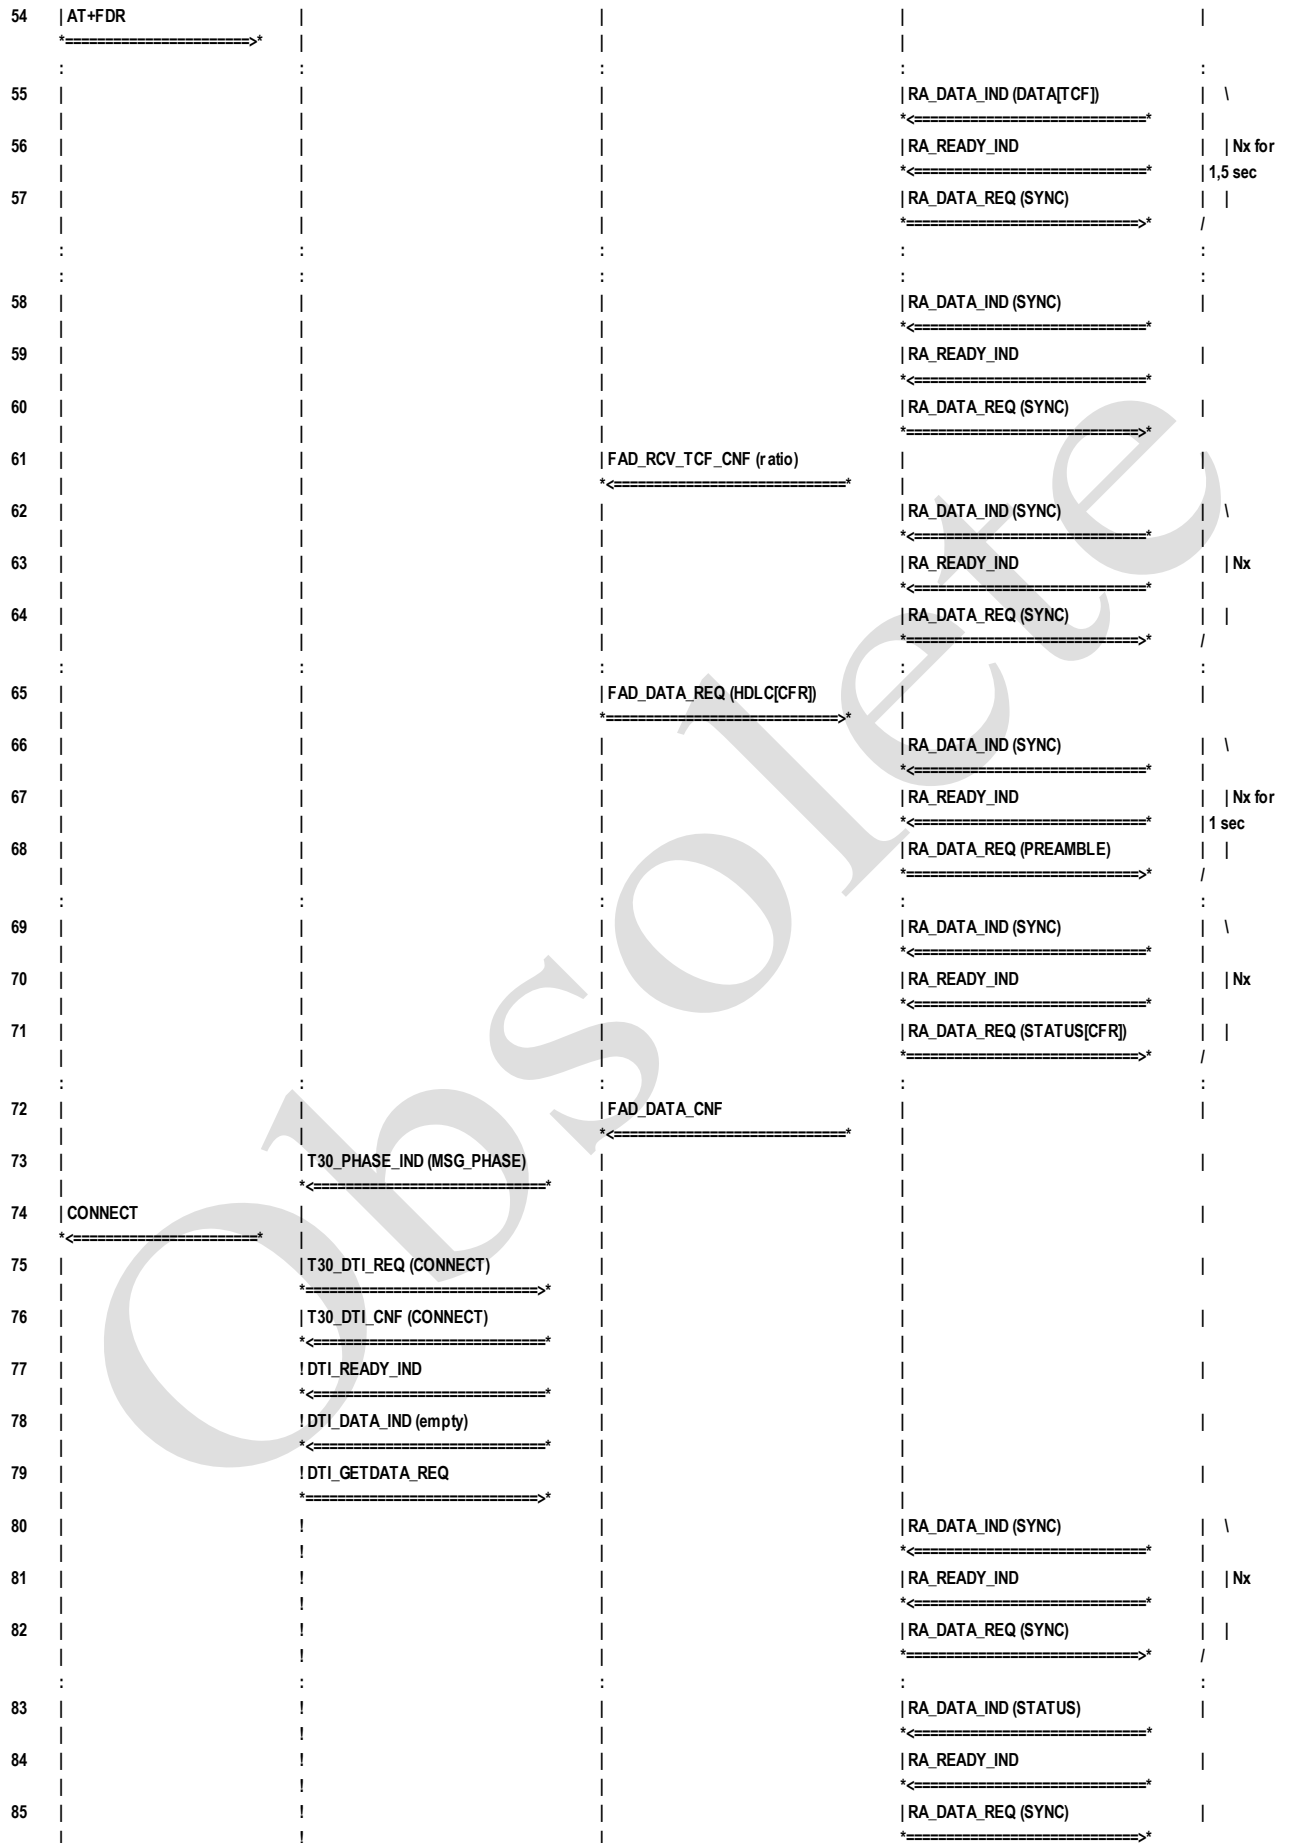 54 | AT+FDR | | | |
*=======================>* | | |
: : : : :
55 | | | | RA_DATA_IND (DATA[TCF]) | \
| | | *<=============================* |
56 | | | | RA_READY_IND | | Nx for
| | | *<=============================* | 1,5 sec
57 | | | | RA_DATA_REQ (SYNC) | |
| | | *=============================>* /
: : : : :
: : : : :
58 | | | | RA_DATA_IND (SYNC) |
| | | *<=============================*
59 | | | | RA_READY_IND |
| | | *<=============================*
60 | | | | RA_DATA_REQ (SYNC) |
| | | *=============================>*
61 | | | FAD_RCV_TCF_CNF (ratio) | |
| | *<=============================* |
62 | | | | RA_DATA_IND (SYNC) | \
| | | *<=============================* |
63 | | | | RA_READY_IND | | Nx
| | | *<=============================* |
64 | | | | RA_DATA_REQ (SYNC) | |
| | | *=============================>* /
: : : : :
65 | | | FAD_DATA_REQ (HDLC[CFR]) | |
| | *=============================>* |
66 | | | | RA_DATA_IND (SYNC) | \
| | | *<=============================* |
67 | | | | RA_READY_IND | | Nx for
| | | *<=============================* | 1 sec
68 | | | | RA_DATA_REQ (PREAMBLE) | |
| | | *=============================>* /
: : : : :
69 | | | | RA_DATA_IND (SYNC) | \
| | | *<=============================* |
70 | | | | RA_READY_IND | | Nx
| | | *<=============================* |
71 | | | | RA_DATA_REQ (STATUS[CFR]) | |
| | | *=============================>* /
: : : : :
72 | | | FAD_DATA_CNF | |
| | *<=============================* |
73 | | T30_PHASE_IND (MSG_PHASE) | | |
| *<=============================* | |
74 | CONNECT | | | |
*<=======================* | | |
75 | | T30_DTI_REQ (CONNECT) | | |
| *=============================>* | |
76 | | T30_DTI_CNF (CONNECT) | | |
| *<=============================* | |
77 | ! DTI_READY_IND | | |
| *<=============================* | |
78 | ! DTI_DATA_IND (empty) | | |
| *<=============================* | |
79 | ! DTI_GETDATA_REQ | | |
| *=============================>* | |
80 | ! | | RA_DATA_IND (SYNC) | \
| ! | *<=============================* |
81 | ! | | RA_READY_IND | | Nx
| ! | *<=============================* |
82 | ! | | RA_DATA_REQ (SYNC) | |
| ! | *=============================>* /
: : : : :
83 | ! | | RA_DATA_IND (STATUS) |
| ! | *<=============================*
84 | ! | | RA_READY_IND |
| ! | *<=============================*
85 | ! | | RA_DATA_REQ (SYNC) |
| ! | *=============================>*
Obsolete